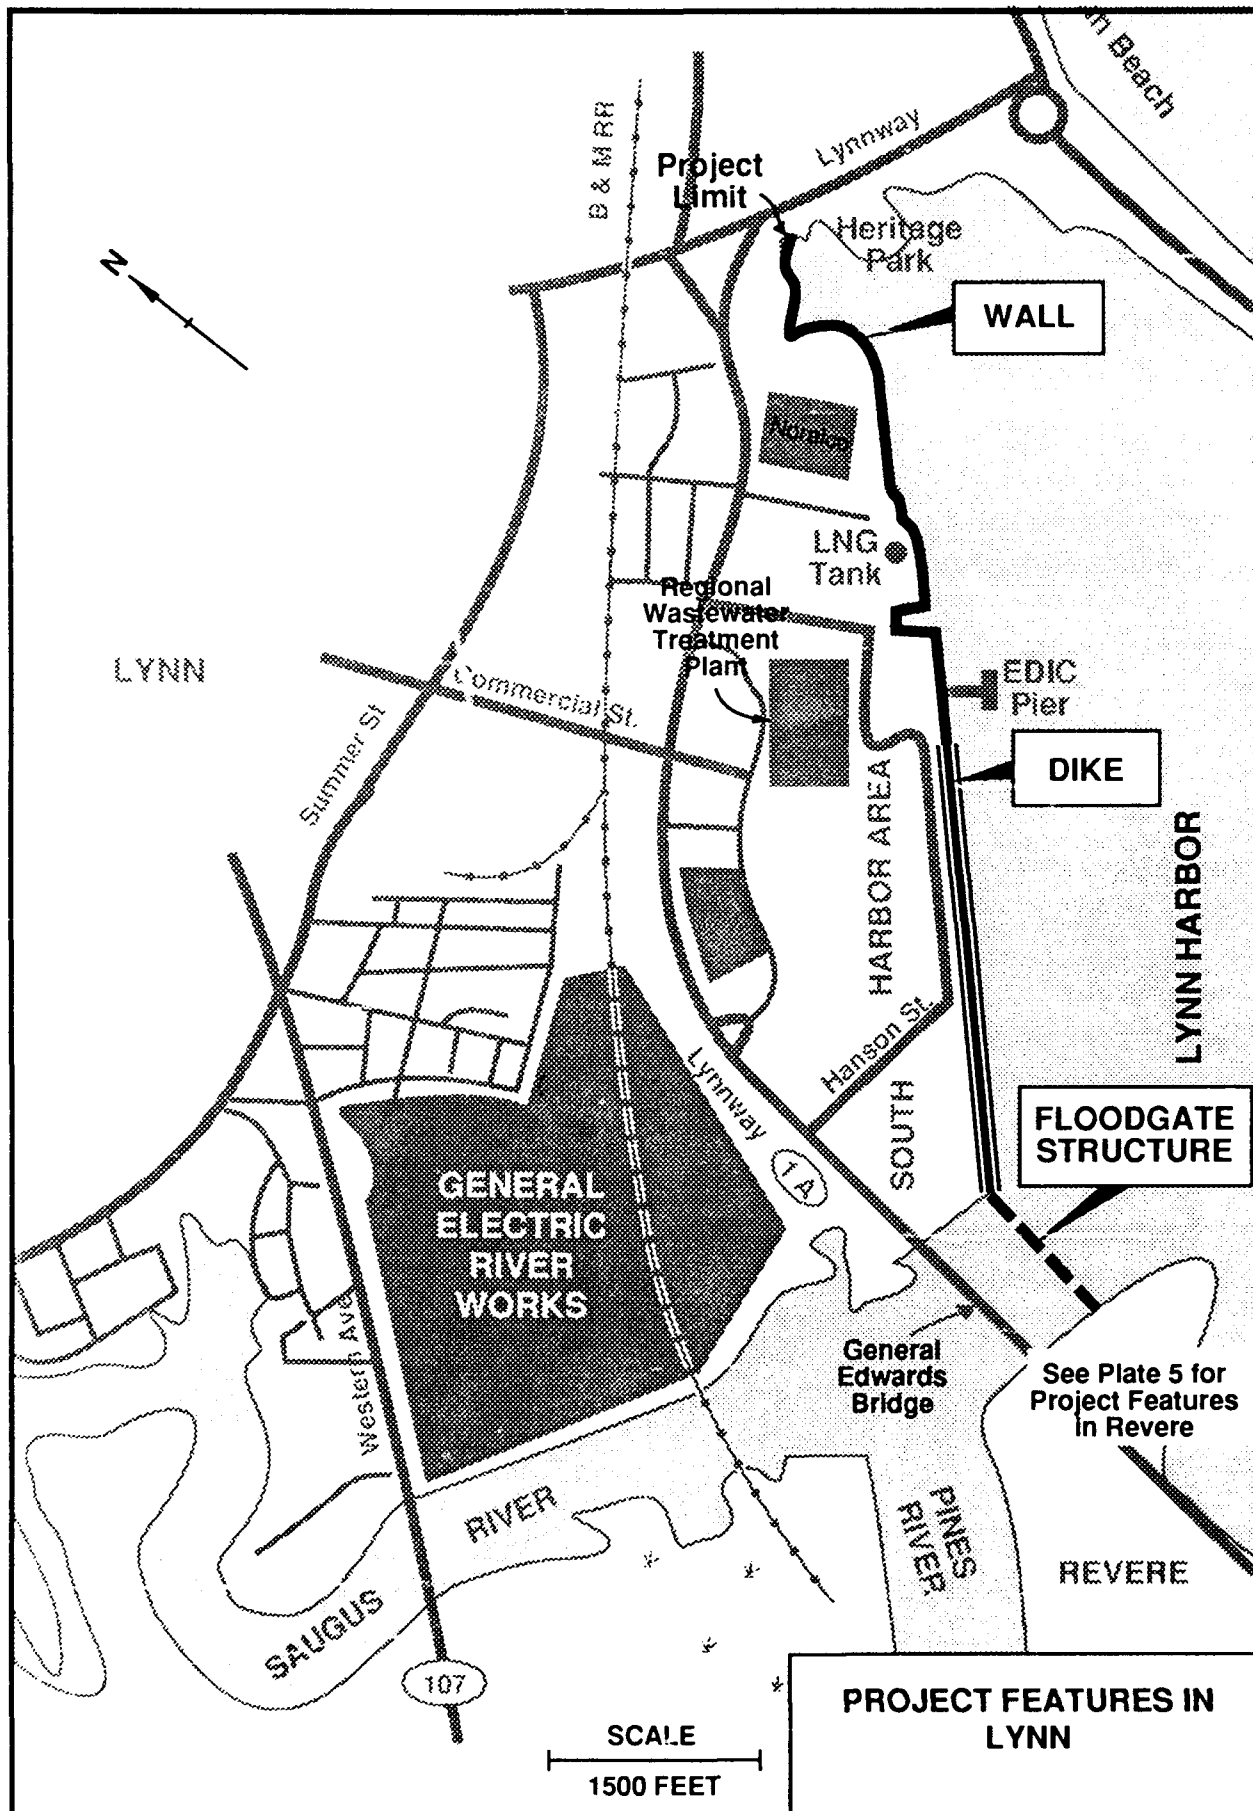 Beach
Lynnway
B & M RR
Project
Limit
Heritage
Park
N
WALL
Noralco
LNG
Tank
Regional
Wastewater
Treatment
Plant
LYNN
Commercial St.
EDIC
Pier
Summer St
DIKE
HARBOR AREA
LYNN HARBOR
Hanson St.
Lynnway
SOUTH
FLOODGATE
STRUCTURE
1 A
GENERAL
ELECTRIC
RIVER
WORKS
Western Ave
General
Edwards
Bridge
See Plate 5 for
Project Features
in Revere
RIVER
PINES
RIVER
REVERE
SAUGUS
107
PROJECT FEATURES IN
LYNN
SCALE
1500 FEET